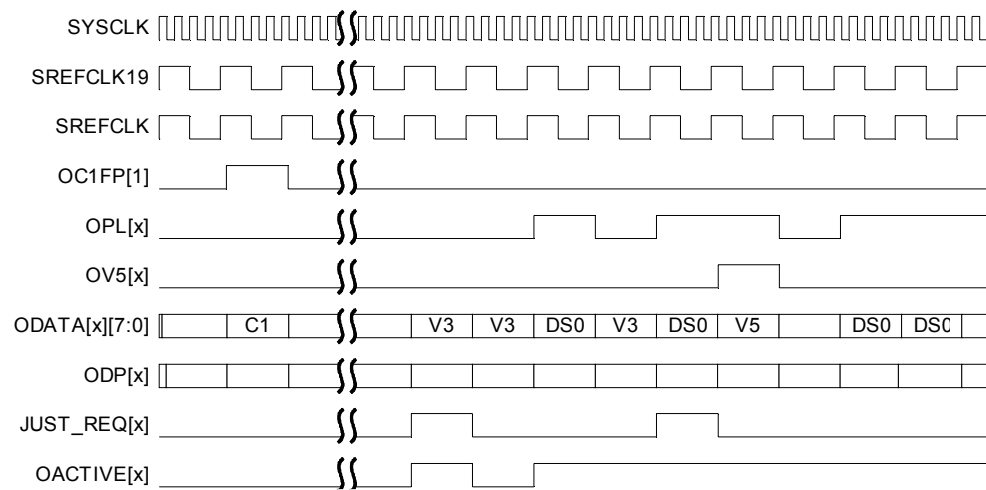 SYSCLK
SREFCLK19
SREFCLK
OC1FP[1]
OPL[x]
OV5[x]
ODATA[x][7:0] C1 V3 V3 DS0 V3 DS0 V5 DS0 DS0
ODP[x]
JUST_REQ[x]
OACTIVE[x]